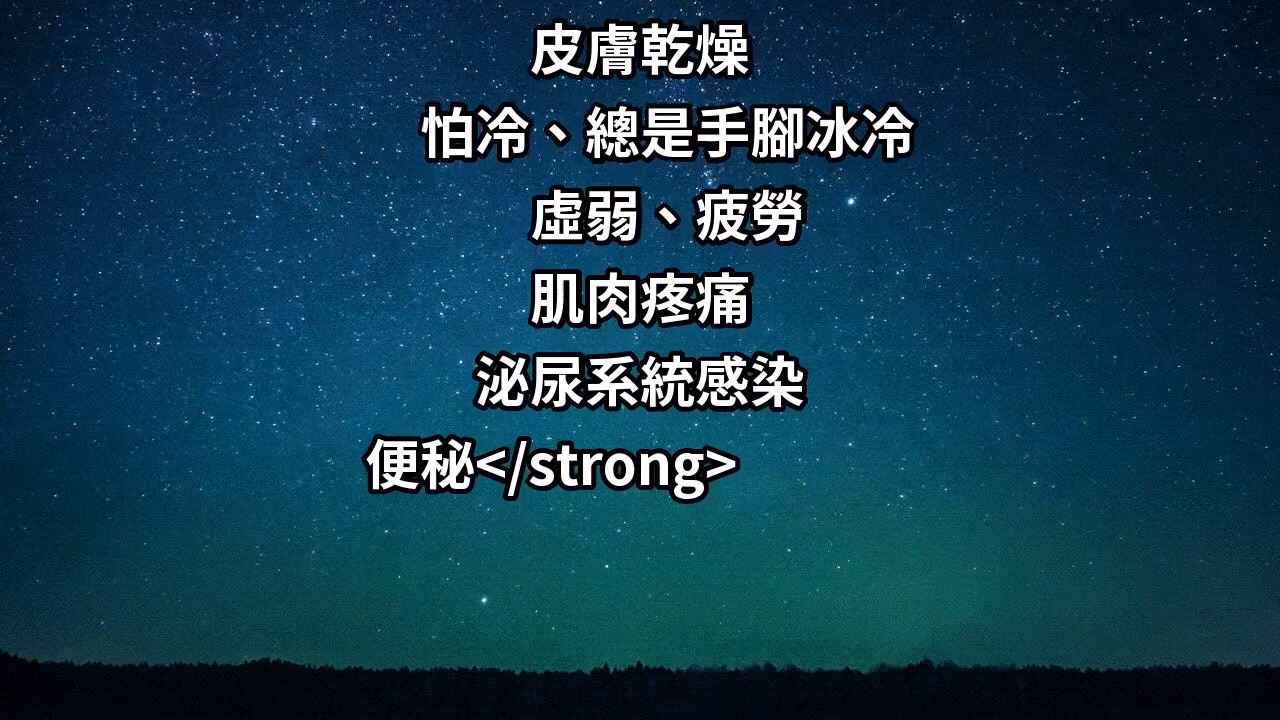 皮膚乾燥
怕冷、總是手腳冰冷
虛弱、疲勞
肌肉疼痛
泌尿系統感染
便秘</strong>